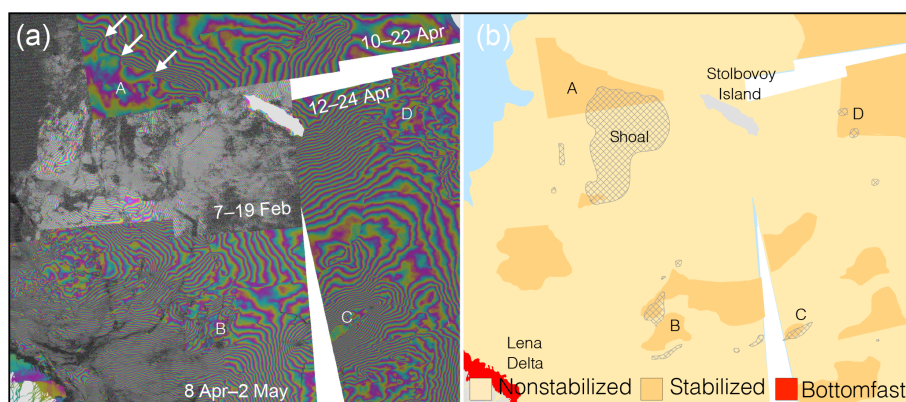 (a)
A
10–22 Apr
12–24 Apr
D
7–19 Feb
B
C
8 Apr–2 May
(b)
A
Stolbovoy
Island
D
Shoal
B
C
Lena
Delta
Nonstabilized
Stabilized
Bottomfast